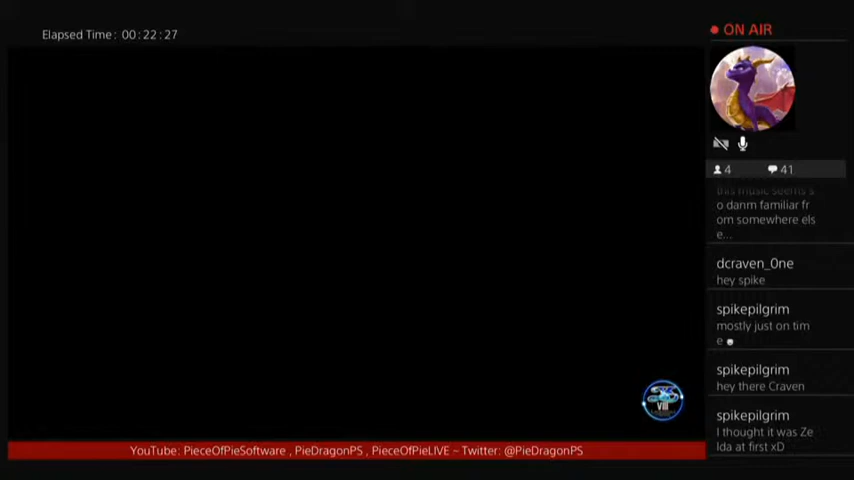 Elapsed Time: 00:22:27
ON AIR
4
41
this music seems s
o danm familiar fr
om somewhere els
e...
dcraven_0ne
hey spike
spikepilgrim
mostly just on tim
e
spikepilgrim
hey there Craven
spikepilgrim
I thought it was Ze
lda at first xD
VIII
YouTube: PieceOfPieSoftware , PieDragonPS , PieceOfPieLIVE ~ Twitter: @PieDragonPS